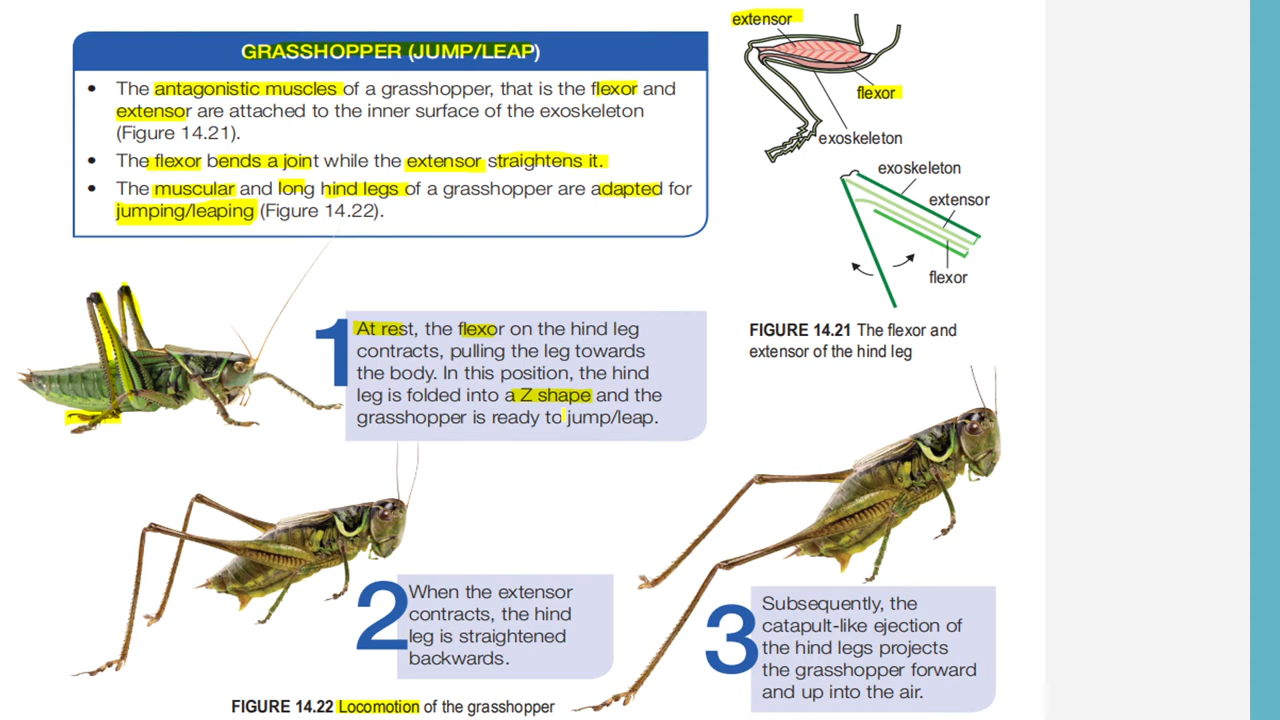 GRASSHOPPER (JUMP/LEAP)
• The antagonistic muscles of a grasshopper, that is the flexor and
extensor are attached to the inner surface of the exoskeleton
(Figure 14.21).
• The flexor bends a joint while the extensor straightens it.
• The muscular and long hind legs of a grasshopper are adapted for
jumping/leaping (Figure 14.22).
extensor
flexor
exoskeleton
exoskeleton
extensor
flexor
FIGURE 14.21 The flexor and
extensor of the hind leg
1
At rest, the flexor on the hind leg
contracts, pulling the leg towards
the body. In this position, the hind
leg is folded into a Z shape and the
grasshopper is ready to jump/leap.
2
When the extensor
contracts, the hind
leg is straightened
backwards.
3
Subsequently, the
catapult-like ejection of
the hind legs projects
the grasshopper forward
and up into the air.
FIGURE 14.22 Locomotion of the grasshopper